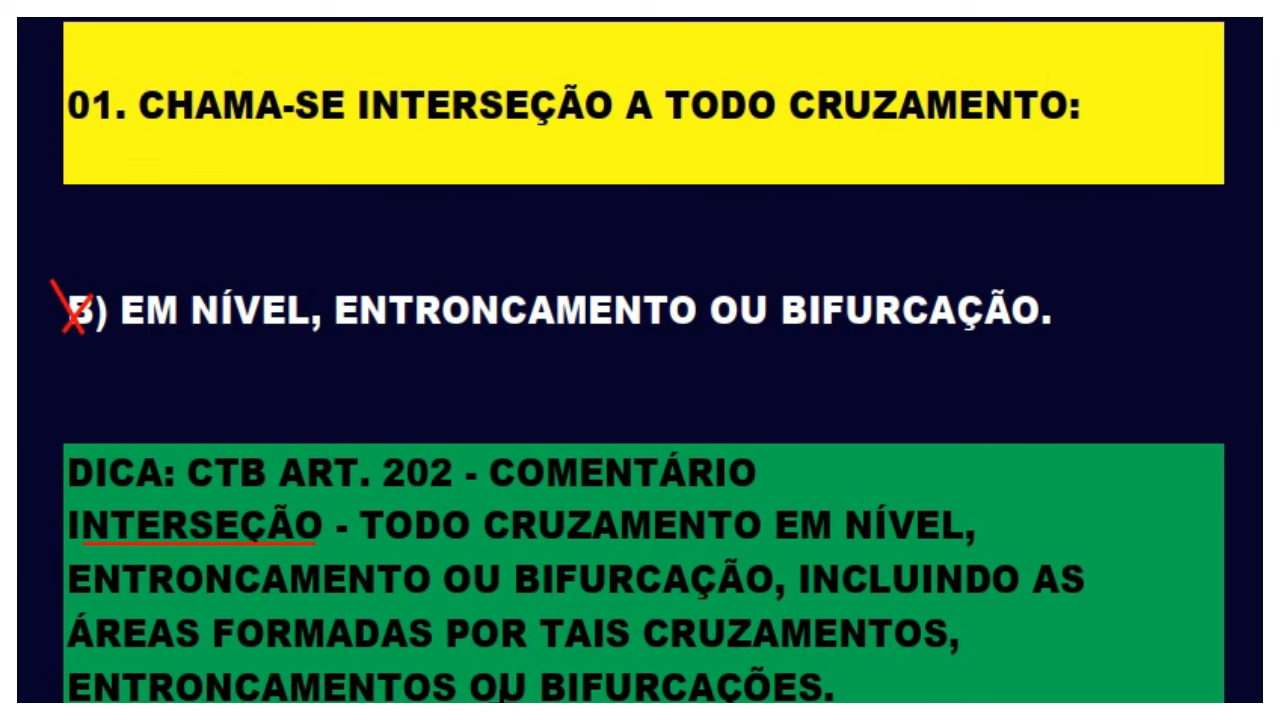 01. CHAMA-SE INTERSEÇÃO A TODO CRUZAMENTO:
B) EM NÍVEL, ENTRONCAMENTO OU BIFURCAÇÃO.
DICA: CTB ART. 202 - COMENTÁRIO
INTERSEÇÃO - TODO CRUZAMENTO EM NÍVEL,
ENTRONCAMENTO OU BIFURCAÇÃO, INCLUINDO AS
ÁREAS FORMADAS POR TAIS CRUZAMENTOS,
ENTRONCAMENTOS OU BIFURCAÇÕES.